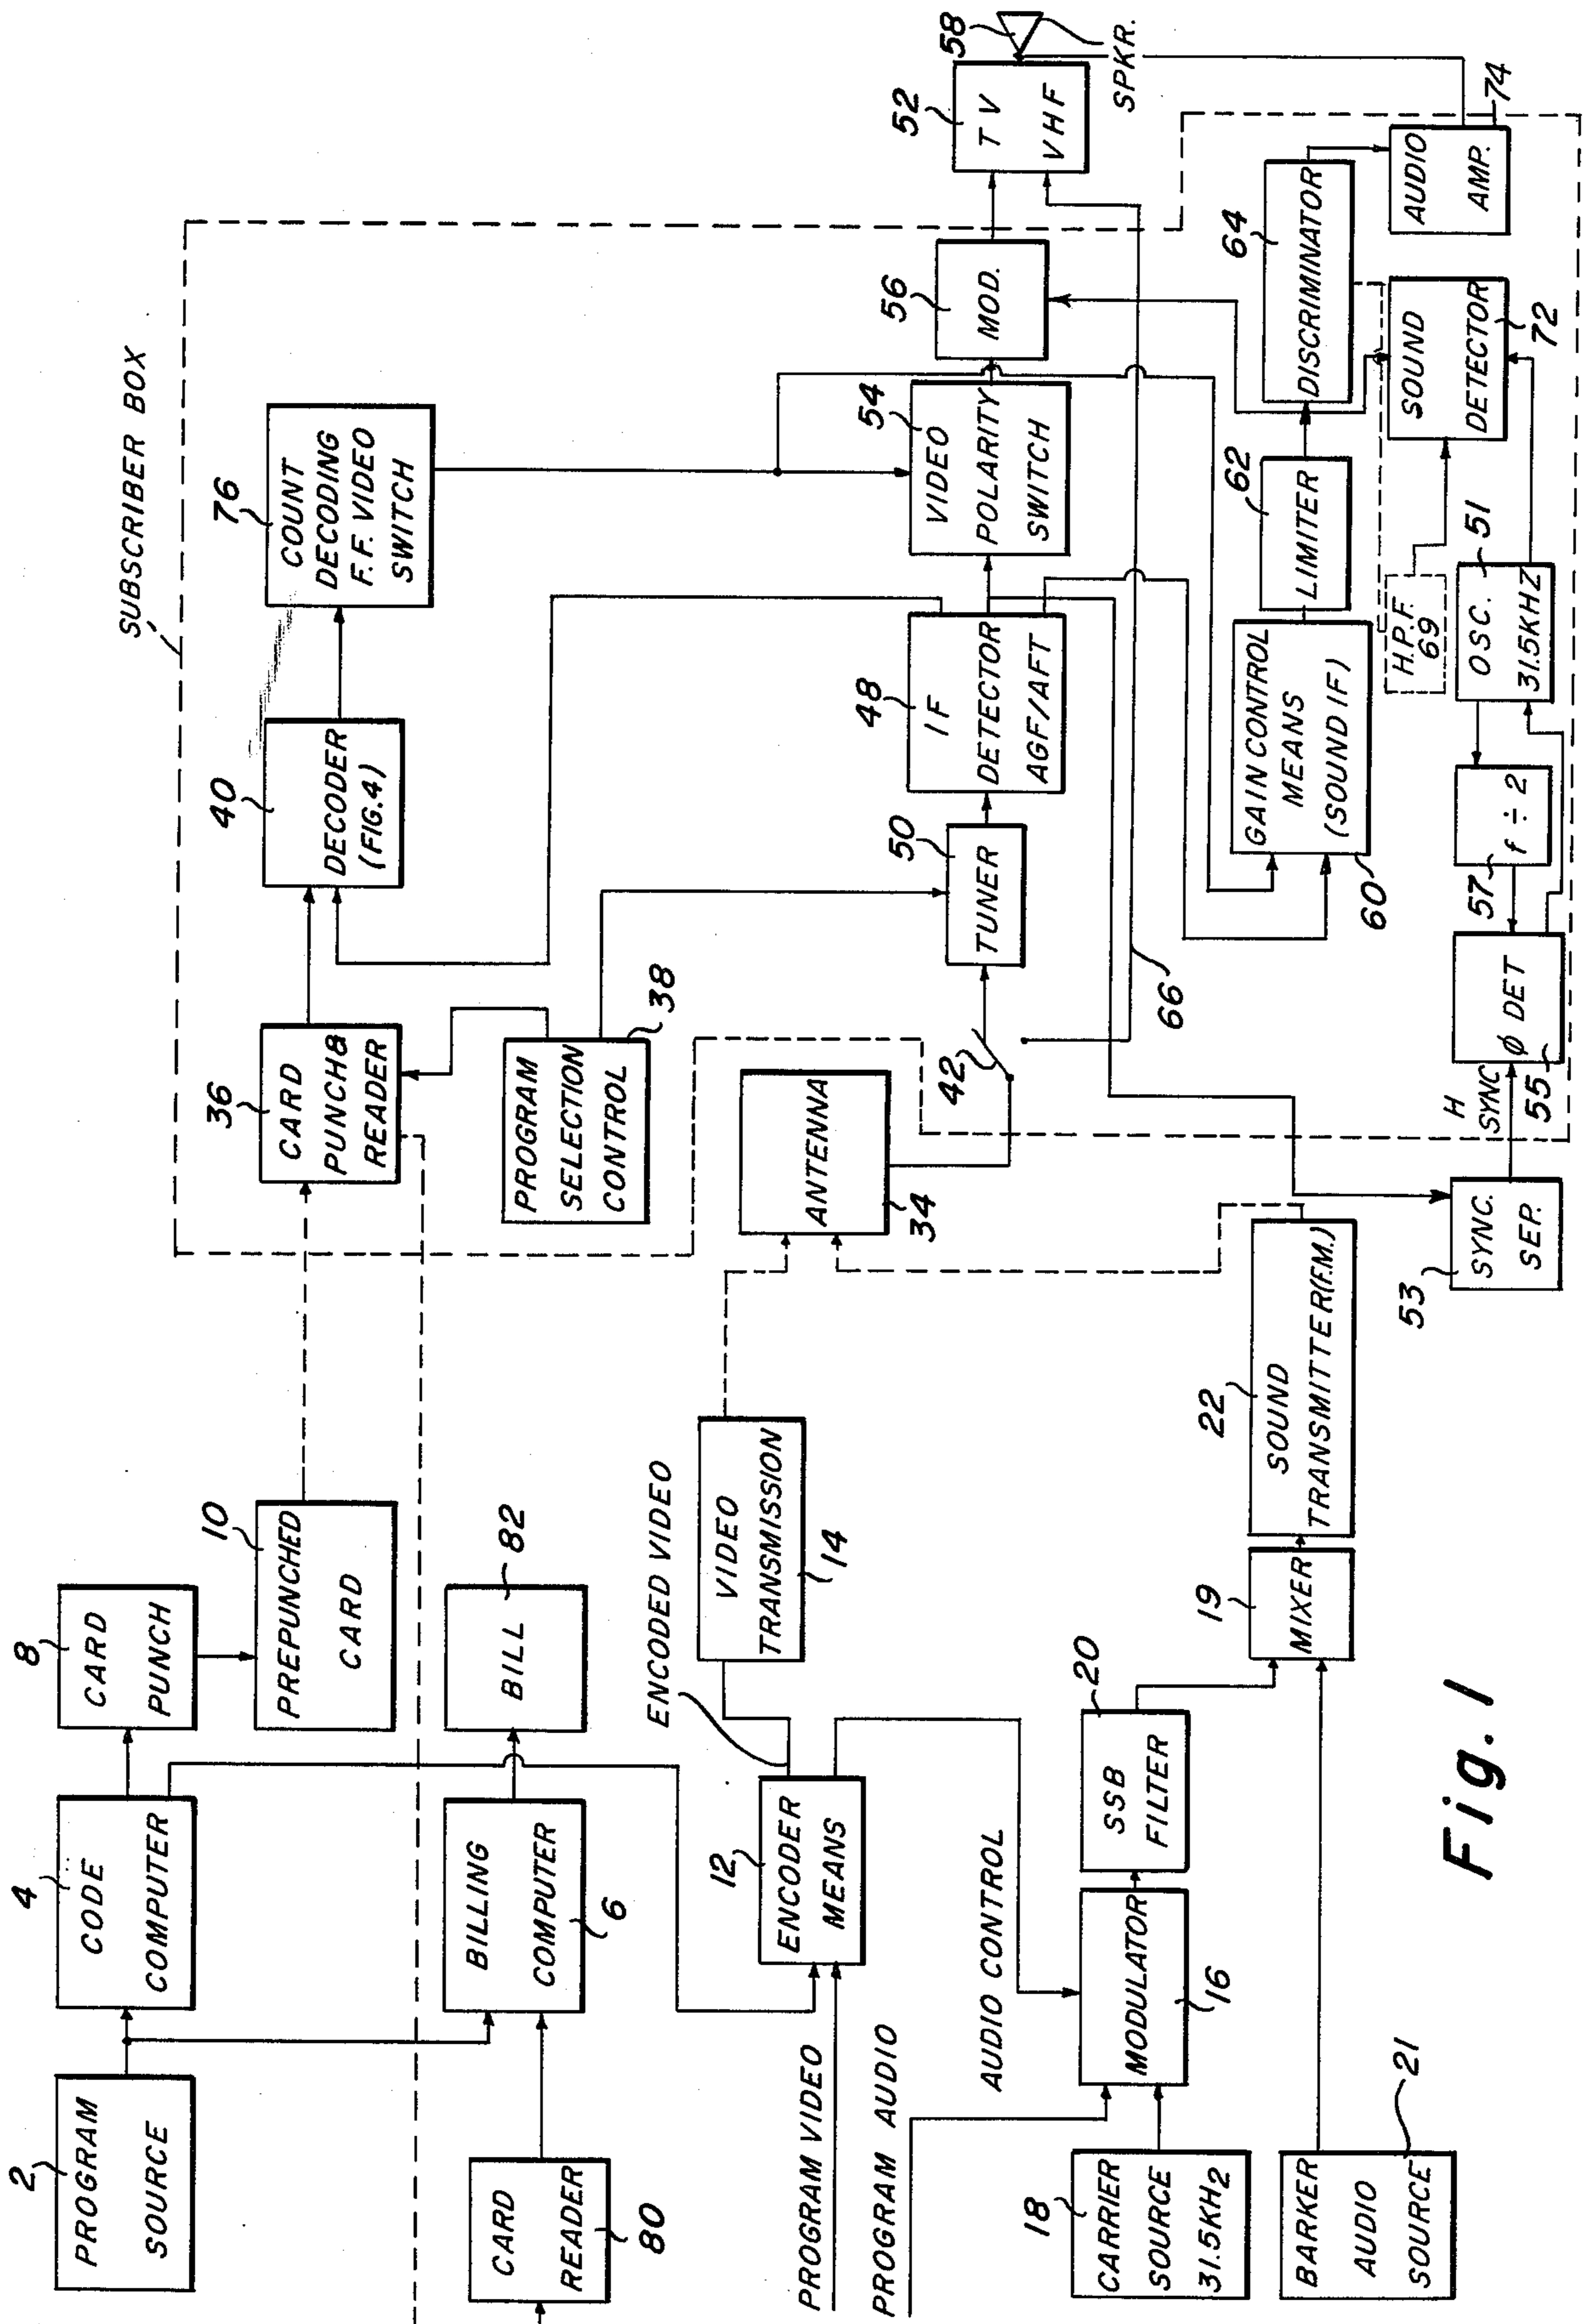 2
PROGRAM
SOURCE
4
CODE
COMPUTER
8
CARD
PUNCH
10
PREPUNCHED
CARD
BILLING
COMPUTER
6
82
BILL
CARD
READER
80
ENCODED VIDEO
PROGRAM VIDEO
PROGRAM AUDIO
12
ENCODER
MEANS
VIDEO
TRANSMISSION
14
AUDIO CONTROL
18
CARRIER
SOURCE
31.5KHz
MODULATOR
16
20
SSB
FILTER
BARKER
AUDIO
SOURCE
21
19
MIXER
22
SOUND
TRANSMITTER(F.M.)
SUBSCRIBER BOX
36
CARD
PUNCH&
READER
PROGRAM
SELECTION
CONTROL
38
40
DECODER
(FIG.4)
76
COUNT
DECODING
F.F. VIDEO
SWITCH
ANTENNA
34
42
50
TUNER
48
IF
DETECTOR
AGF/AFT
54
VIDEO
POLARITY
SWITCH
56
MOD.
52
TV
VHF
58
SPKR.
66
GAIN CONTROL
MEANS
(SOUND IF)
60
62
LIMITER
64
DISCRIMINATOR
AUDIO
AMP.
74
H.P.F.
69
SOUND
DETECTOR
72
53
SYNC.
SEP.
H
SYNC
Φ DET
55
57
f ÷ 2
OSC.
31.5KHZ
51
Fig. 1